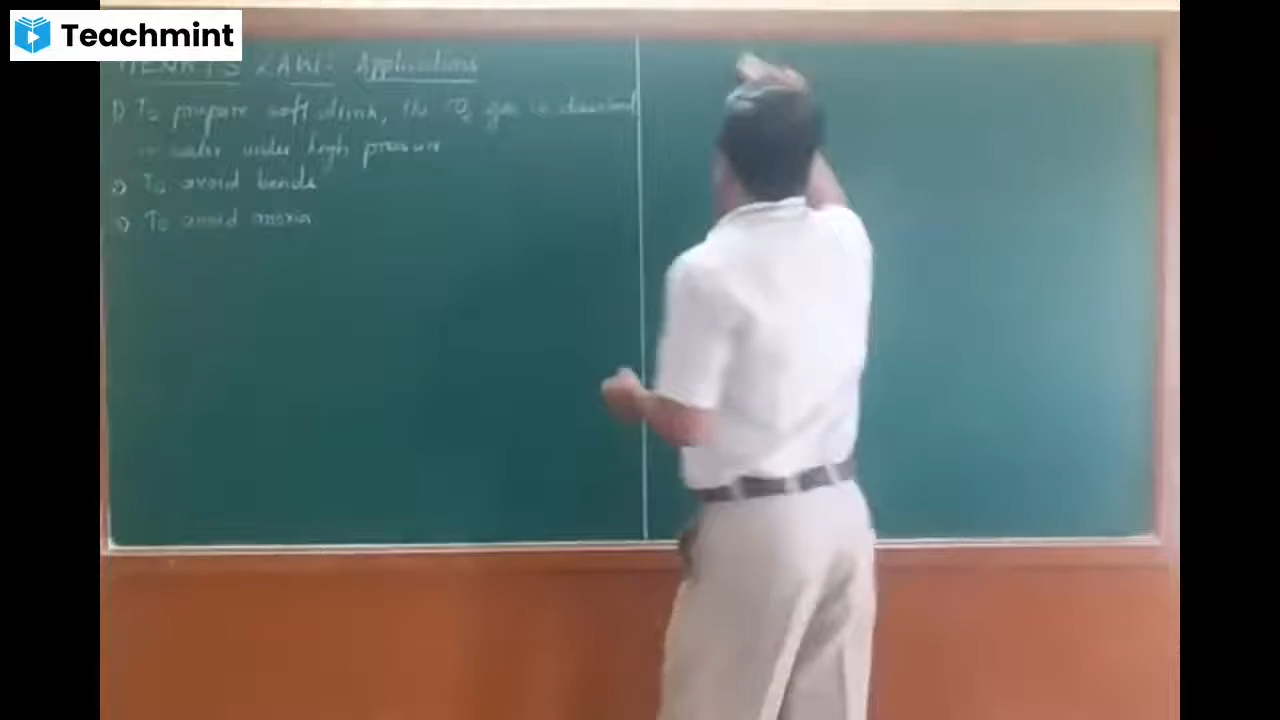 Teachmint
HENRY'S LAW:- Applications
1) To prepare soft drink, the CO2 gas is dissolved
in water under high pressure
2) To avoid bends
3) To avoid anoxia